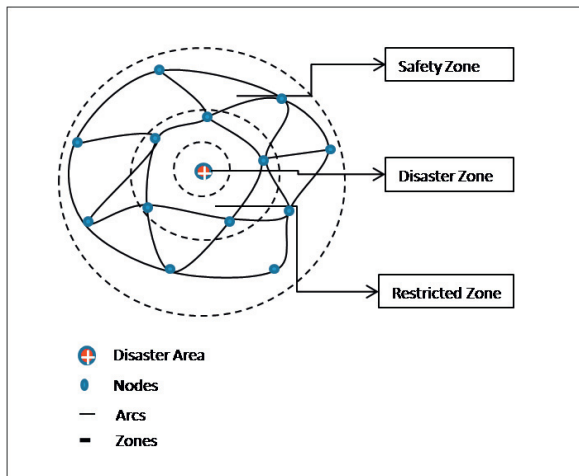 Safety Zone
Disaster Zone
Restricted Zone
Disaster Area
Nodes
Arcs
Zones